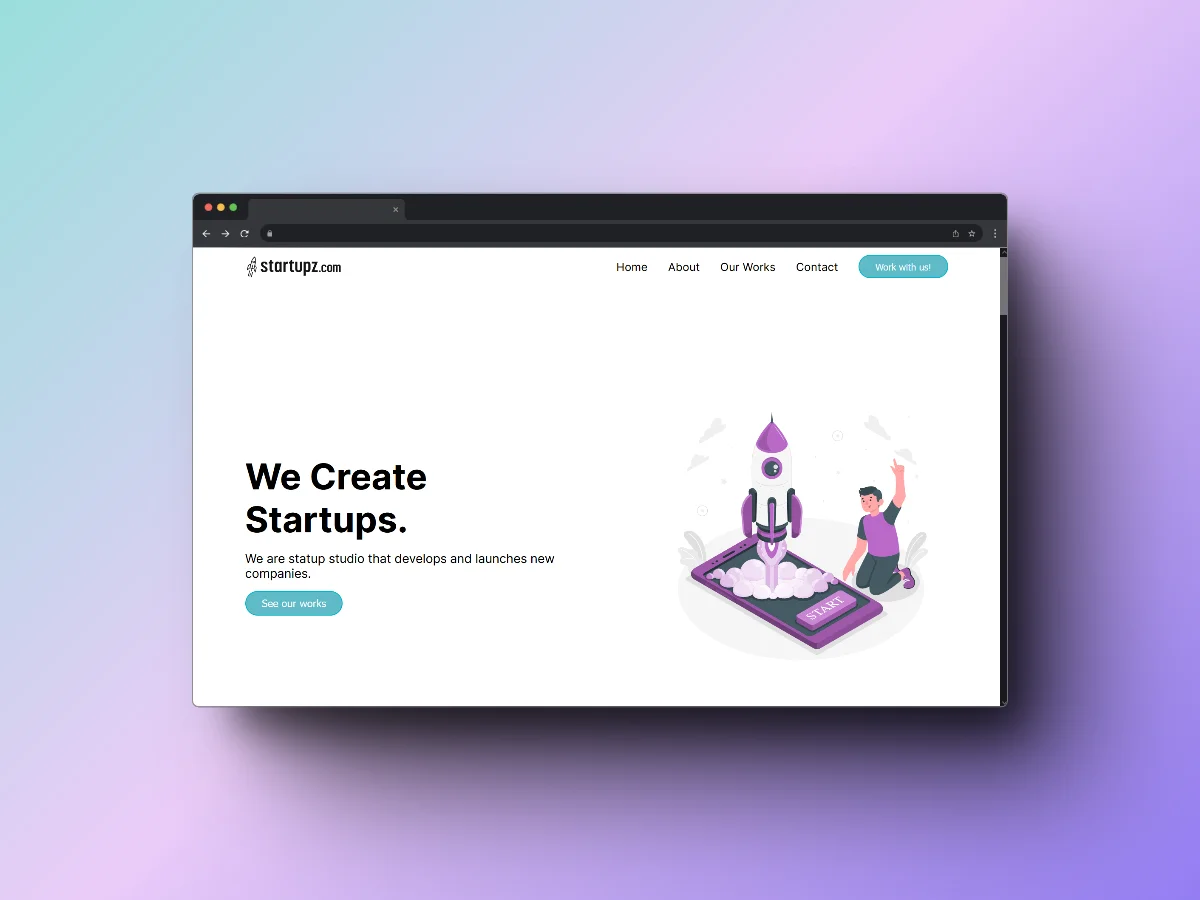 startupz.com
Home About Our Works Contact Work with us!
We Create
Startups.
We are statup studio that develops and launches new
companies.
See our works
START